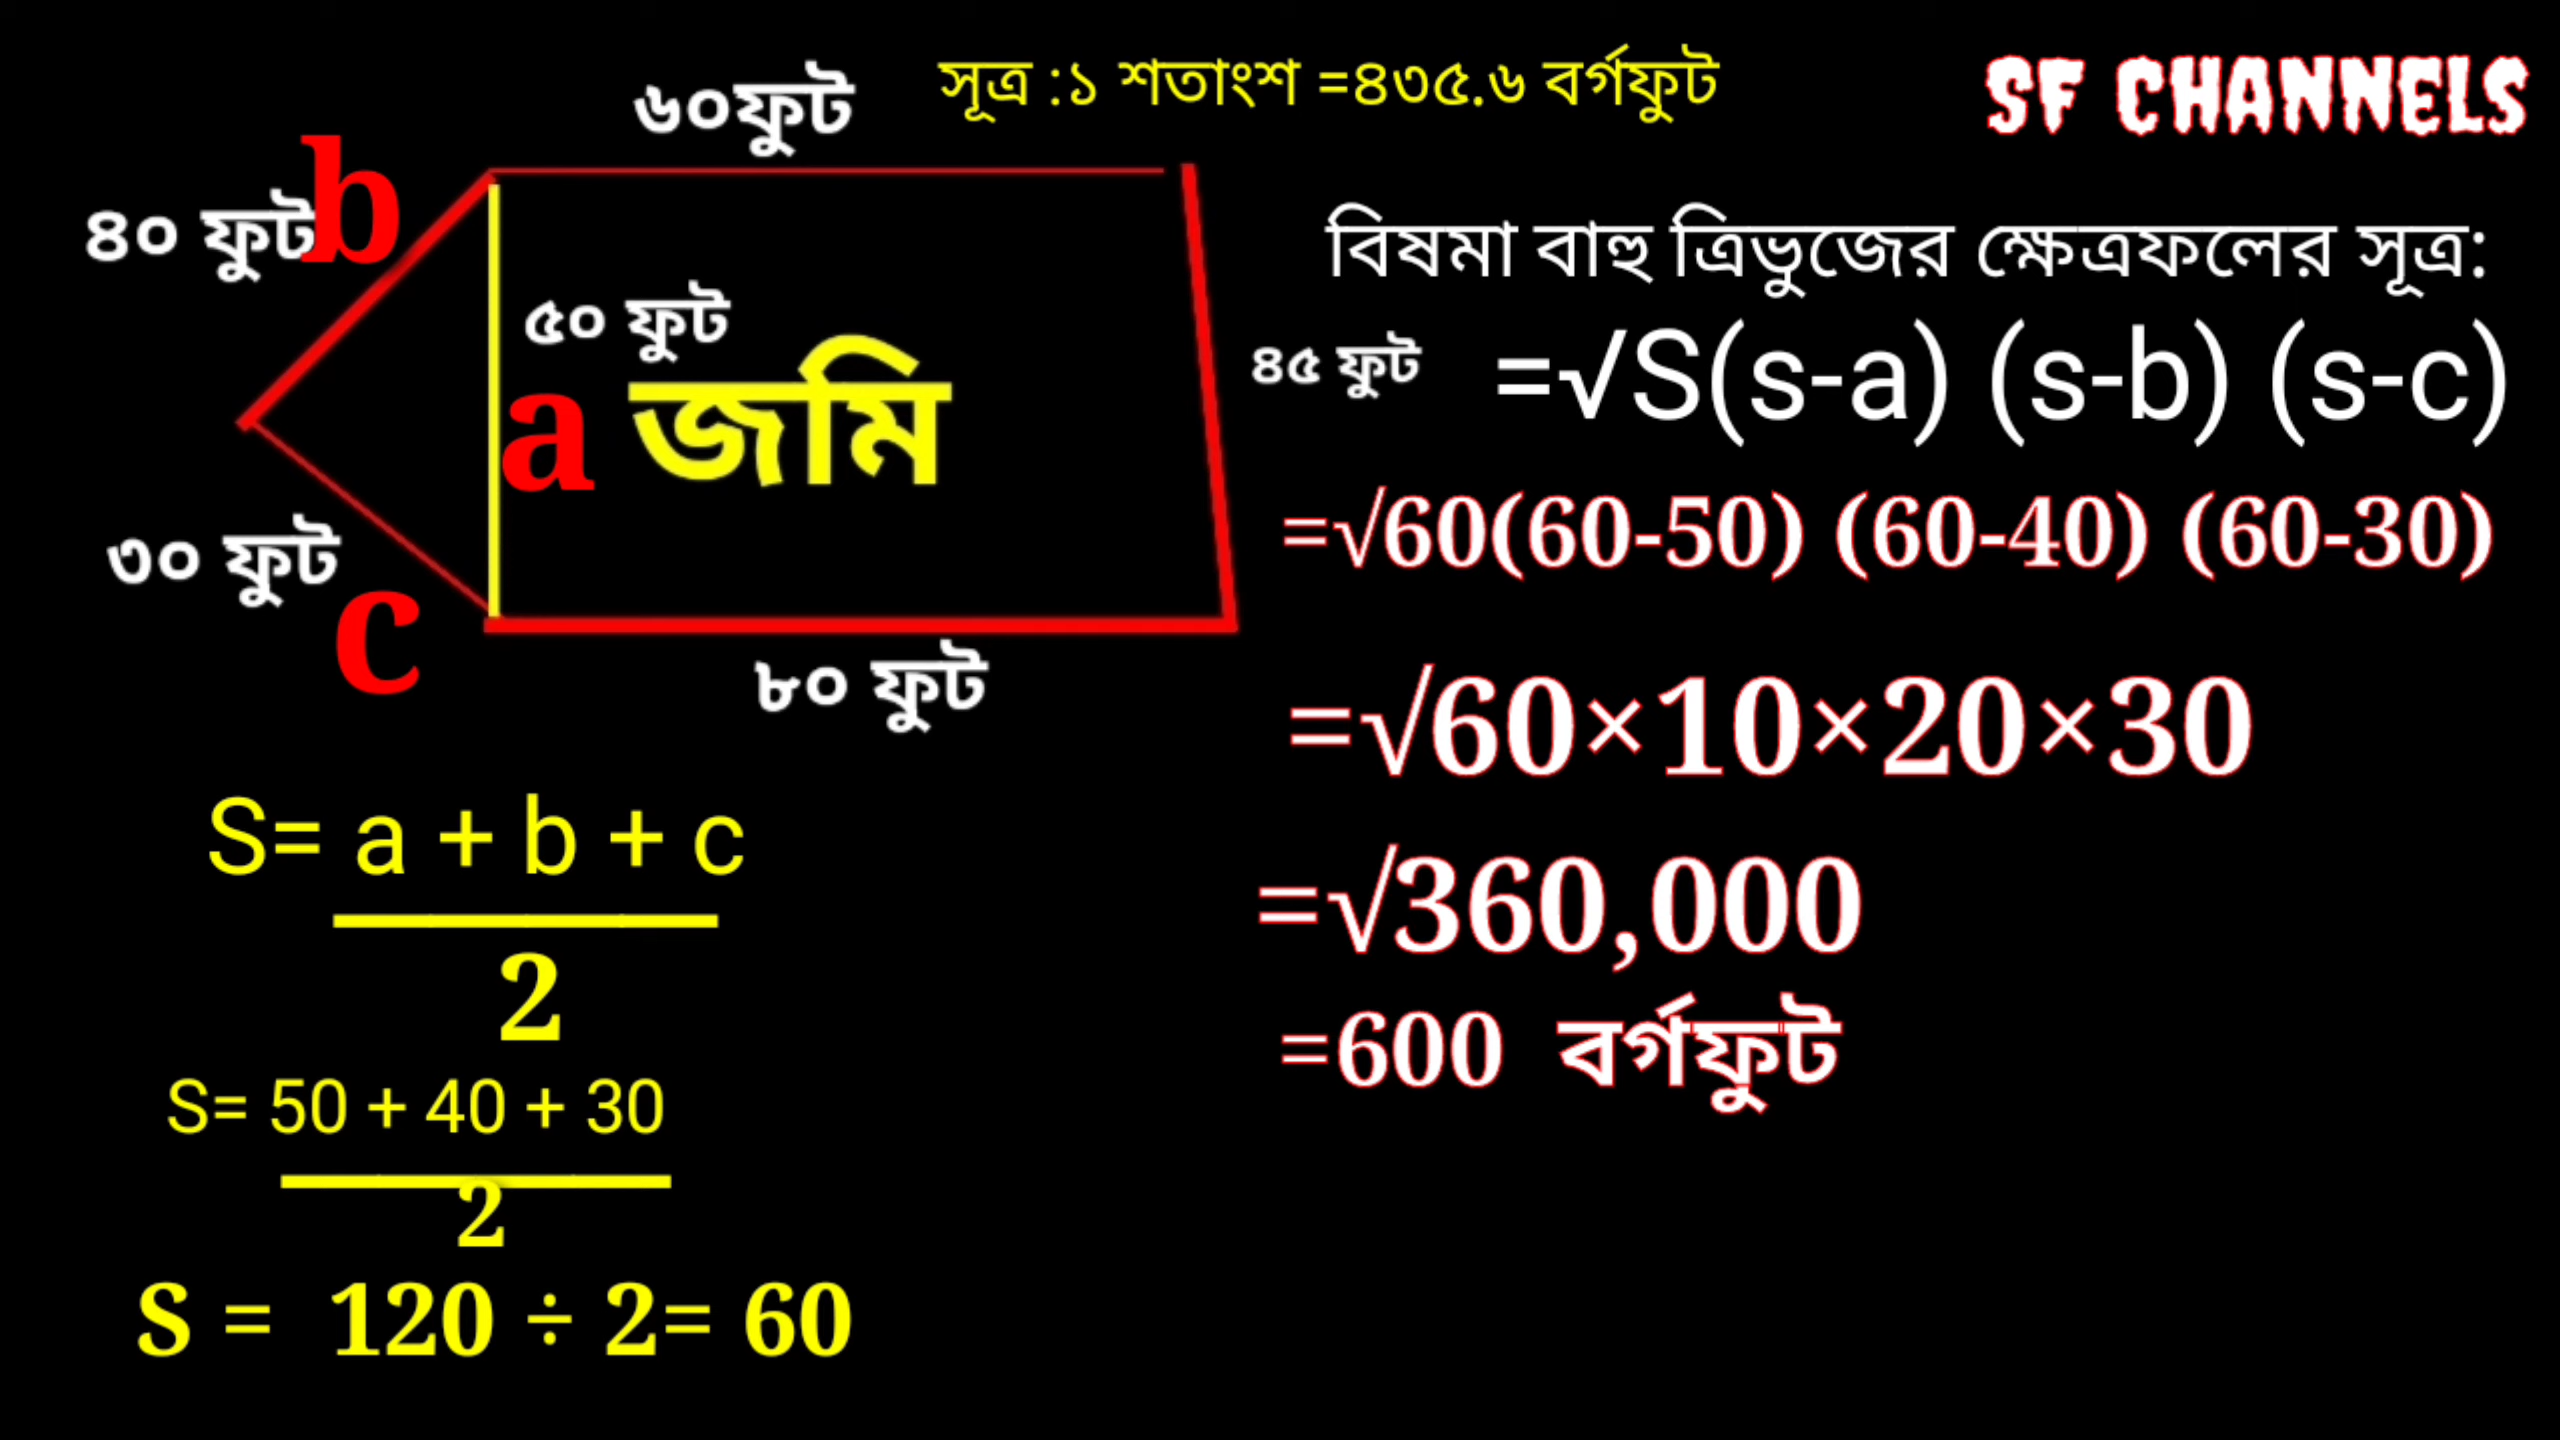 ৬০ফুট
সূত্র :১ শতাংশ =৪৩৫.৬ বর্গফুট
SF CHANNELS
৪০ ফুট
b
৫০ ফুট
a
জমি
৩০ ফুট
c
৮০ ফুট
৪৫ ফুট
বিষমা বাহু ত্রিভুজের ক্ষেত্রফলের সূত্র:
=√S(s-a) (s-b) (s-c)
=√60(60-50) (60-40) (60-30)
=√60×10×20×30
=√360,000
=600 বর্গফুট
S= a + b + c
2
S= 50 + 40 + 30
2
S = 120 ÷ 2= 60